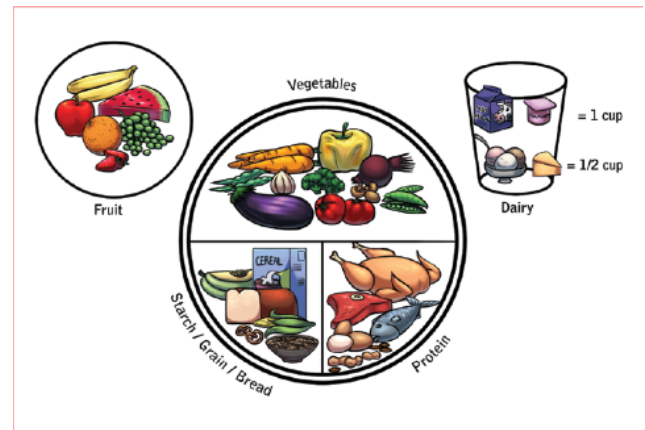 Vegetables
= 1 cup
CEREAL
= 1/2 cup
Fruit
Dairy
Starch / Grain / Bread
Protein